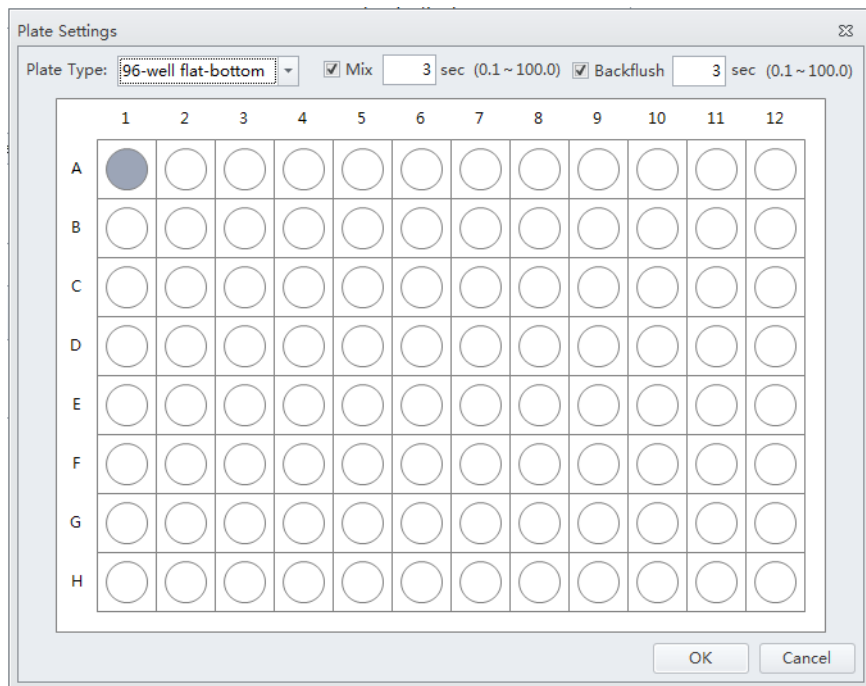 Plate Settings
Plate Type: 96-well flat-bottom Mix 3 sec (0.1~100.0) Backflush 3 sec (0.1~100.0)
1 2 3 4 5 6 7 8 9 10 11 12
A
B
C
D
E
F
G
H
OK Cancel